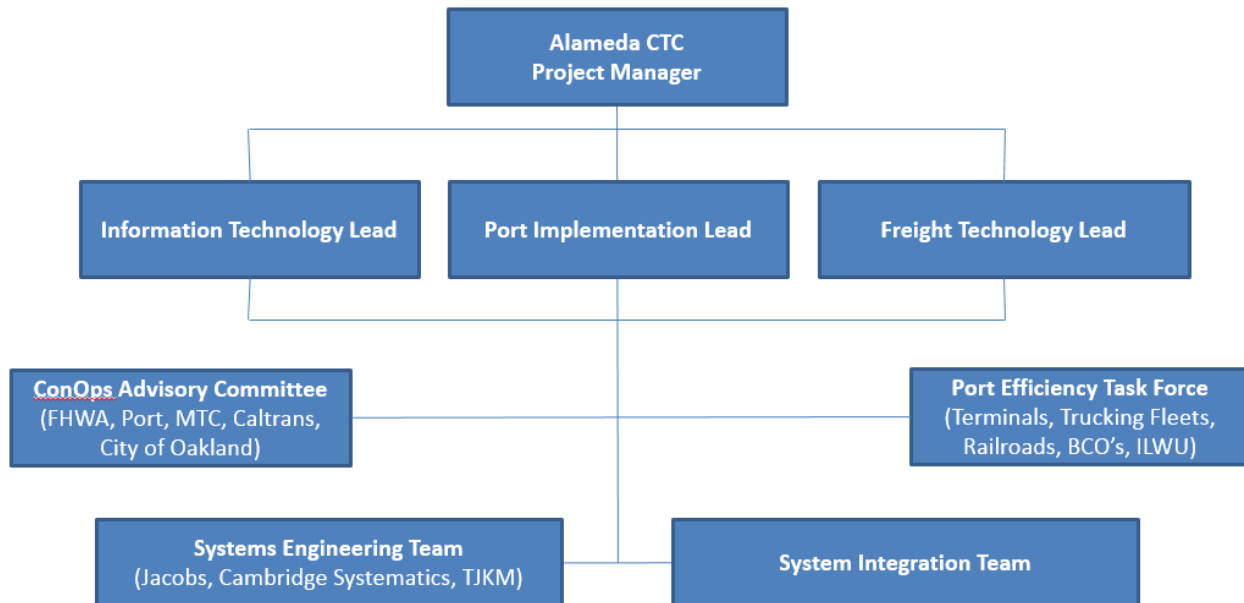 Alameda CTC
Project Manager
Information Technology Lead
Port Implementation Lead
Freight Technology Lead
ConOps Advisory Committee
(FHWA, Port, MTC, Caltrans,
City of Oakland)
Port Efficiency Task Force
(Terminals, Trucking Fleets,
Railroads, BCO’s, ILWU)
Systems Engineering Team
(Jacobs, Cambridge Systematics, TJKM)
System Integration Team